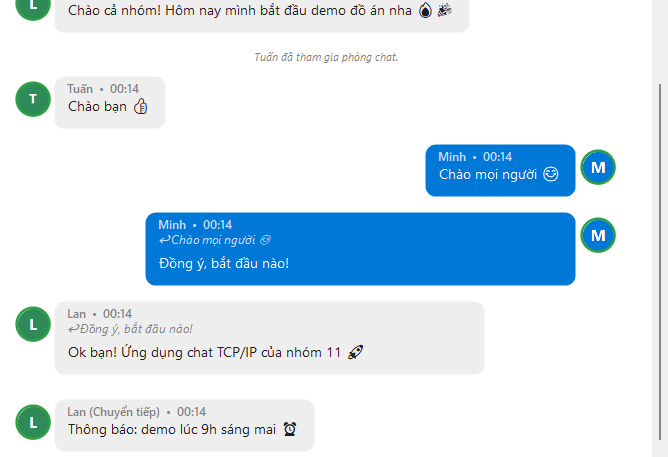 L
Chào cả nhóm! Hôm nay mình bắt đầu demo đồ án nha 💧 🎉
Tuấn đã tham gia phòng chat.
T
Tuấn • 00:14
Chào bạn 👍
Minh • 00:14
Chào mọi người 😊
M
Minh • 00:14
↩Chào mọi người 😊
Đồng ý, bắt đầu nào!
M
L
Lan • 00:14
↩Đồng ý, bắt đầu nào!
Ok bạn! Ứng dụng chat TCP/IP của nhóm 11 🚀
L
Lan (Chuyển tiếp) • 00:14
Thông báo: demo lúc 9h sáng mai ⏰